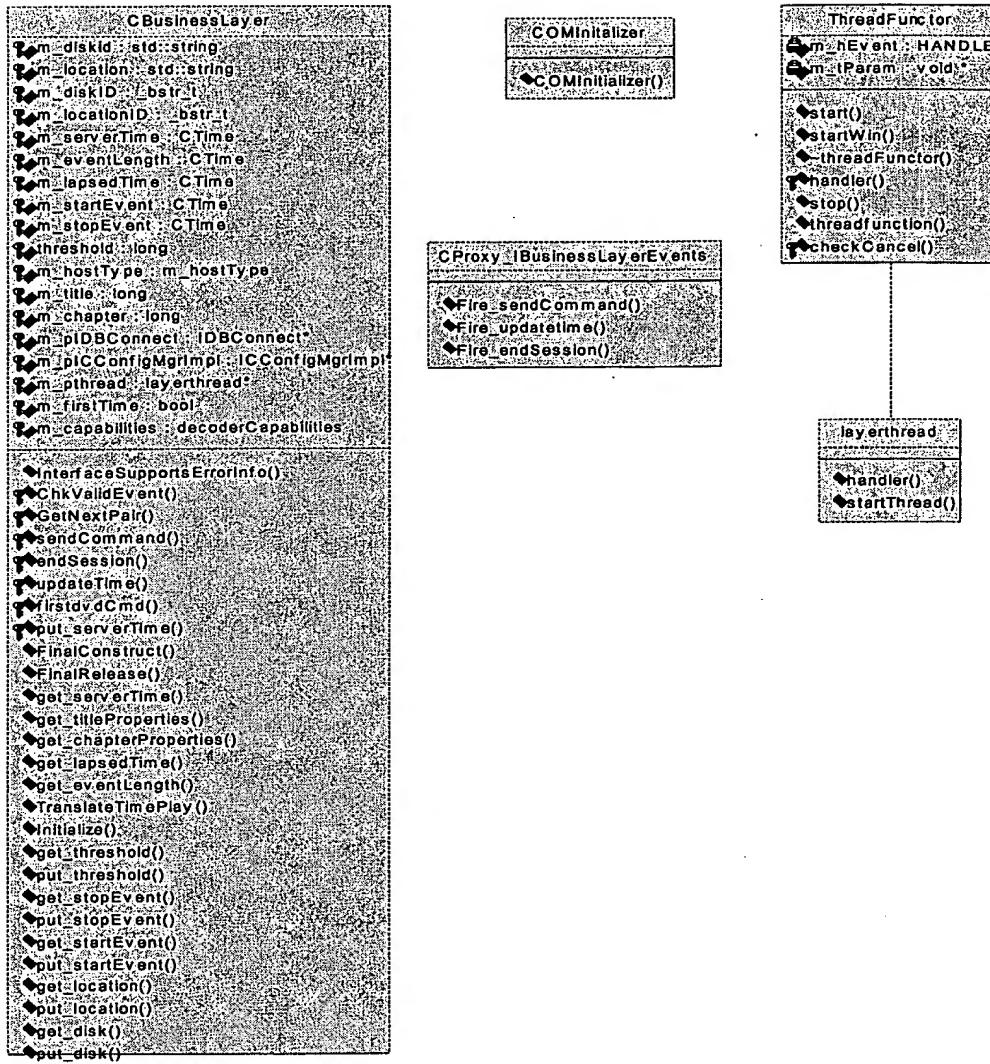 CBusinessLayer
m_diskId : std::string
m_location : std::string
m_diskID : _bstr_t
m_locationID : _bstr_t
m_serverTime : CTime
m_eventLength : CTime
m_lapsedTime : CTime
m_startEvent : CTime
m_stopEvent : CTime
threshold : long
m_hostType : m_hostType
m_title : long
m_chapter : long
m_pIDBConnect : IDBConnect*
m_pICConfigMgrImpl : ICConfigMgrImpl*
m_pthread : layerthread*
m_firstTime : bool
m_capabilities : decoderCapabilities
InterfaceSupportsErrorInfo()
ChkValidEvent()
GetNextPair()
sendCommand()
endSession()
updateTime()
firstdvdCmd()
put_serverTime()
FinalConstruct()
FinalRelease()
get_serverTime()
get_titleProperties()
get_chapterProperties()
get_lapsedTime()
get_eventLength()
TranslateTimePlay()
Initialize()
get_threshold()
put_threshold()
get_stopEvent()
put_stopEvent()
get_startEvent()
put_startEvent()
get_location()
put_location()
get_disk()
put_disk()
COMInitalizer
COMInitializer()
CProxy_IBusinessLayerEvents
Fire_sendCommand()
Fire_updatetime()
Fire_endSession()
ThreadFunctor
m_hEvent : HANDLE
m_tParam : void*
start()
startWin()
~threadFunctor()
handler()
stop()
threadfunction()
checkCancel()
layerthread
handler()
startThread()